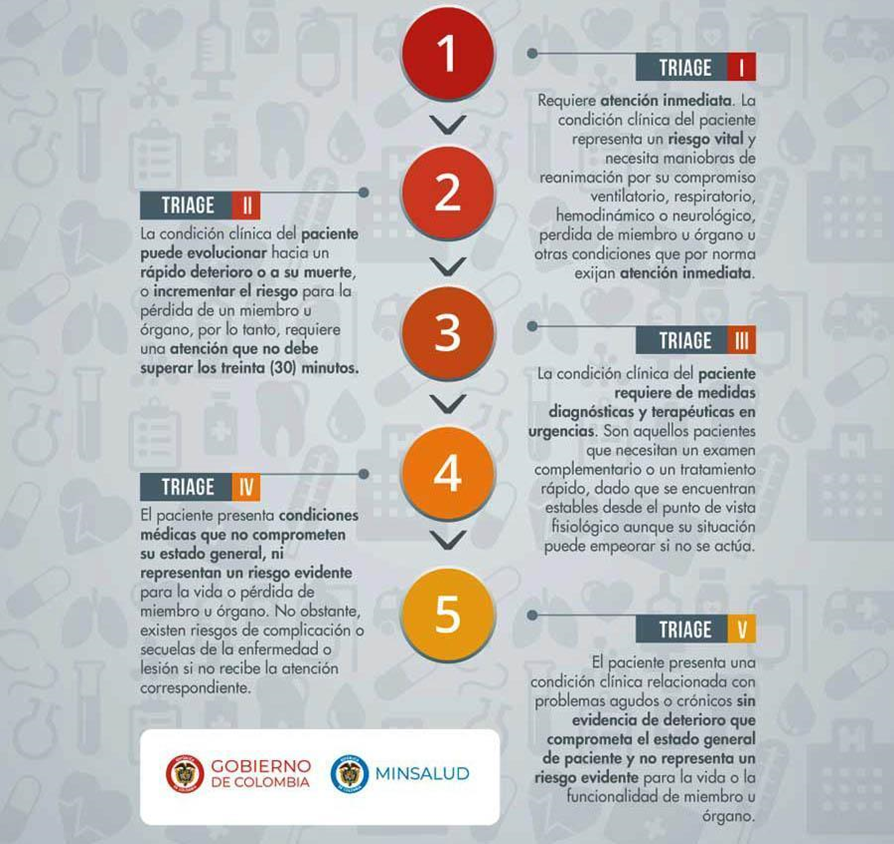 1
TRIAGE I
Requiere atención inmediata. La
condición clínica del paciente
representa un riesgo vital y
necesita maniobras de
reanimación por su compromiso
ventilatorio, respiratorio,
hemodinámico o neurológico,
perdida de miembro u órgano u
otras condiciones que por norma
exijan atención inmediata.
2
TRIAGE II
La condición clínica del paciente
puede evolucionar hacia un
rápido deterioro o a su muerte,
o incrementar el riesgo para la
pérdida de un miembro u
órgano, por lo tanto, requiere
una atención que no debe
superar los treinta (30) minutos.
3
TRIAGE III
La condición clínica del paciente
requiere de medidas
diagnósticas y terapéuticas en
urgencias. Son aquellos pacientes
que necesitan un examen
complementario o un tratamiento
rápido, dado que se encuentran
estables desde el punto de vista
fisiológico aunque su situación
puede empeorar si no se actúa.
4
TRIAGE IV
El paciente presenta condiciones
médicas que no comprometen
su estado general, ni
representan un riesgo evidente
para la vida o pérdida de
miembro u órgano. No obstante,
existen riesgos de complicación o
secuelas de la enfermedad o
lesión si no recibe la atención
correspondiente.
5
TRIAGE V
El paciente presenta una
condición clínica relacionada con
problemas agudos o crónicos sin
evidencia de deterioro que
comprometa el estado general
de paciente y no representa un
riesgo evidente para la vida o la
funcionalidad de miembro u
órgano.
GOBIERNO
DE COLOMBIA
MINSALUD